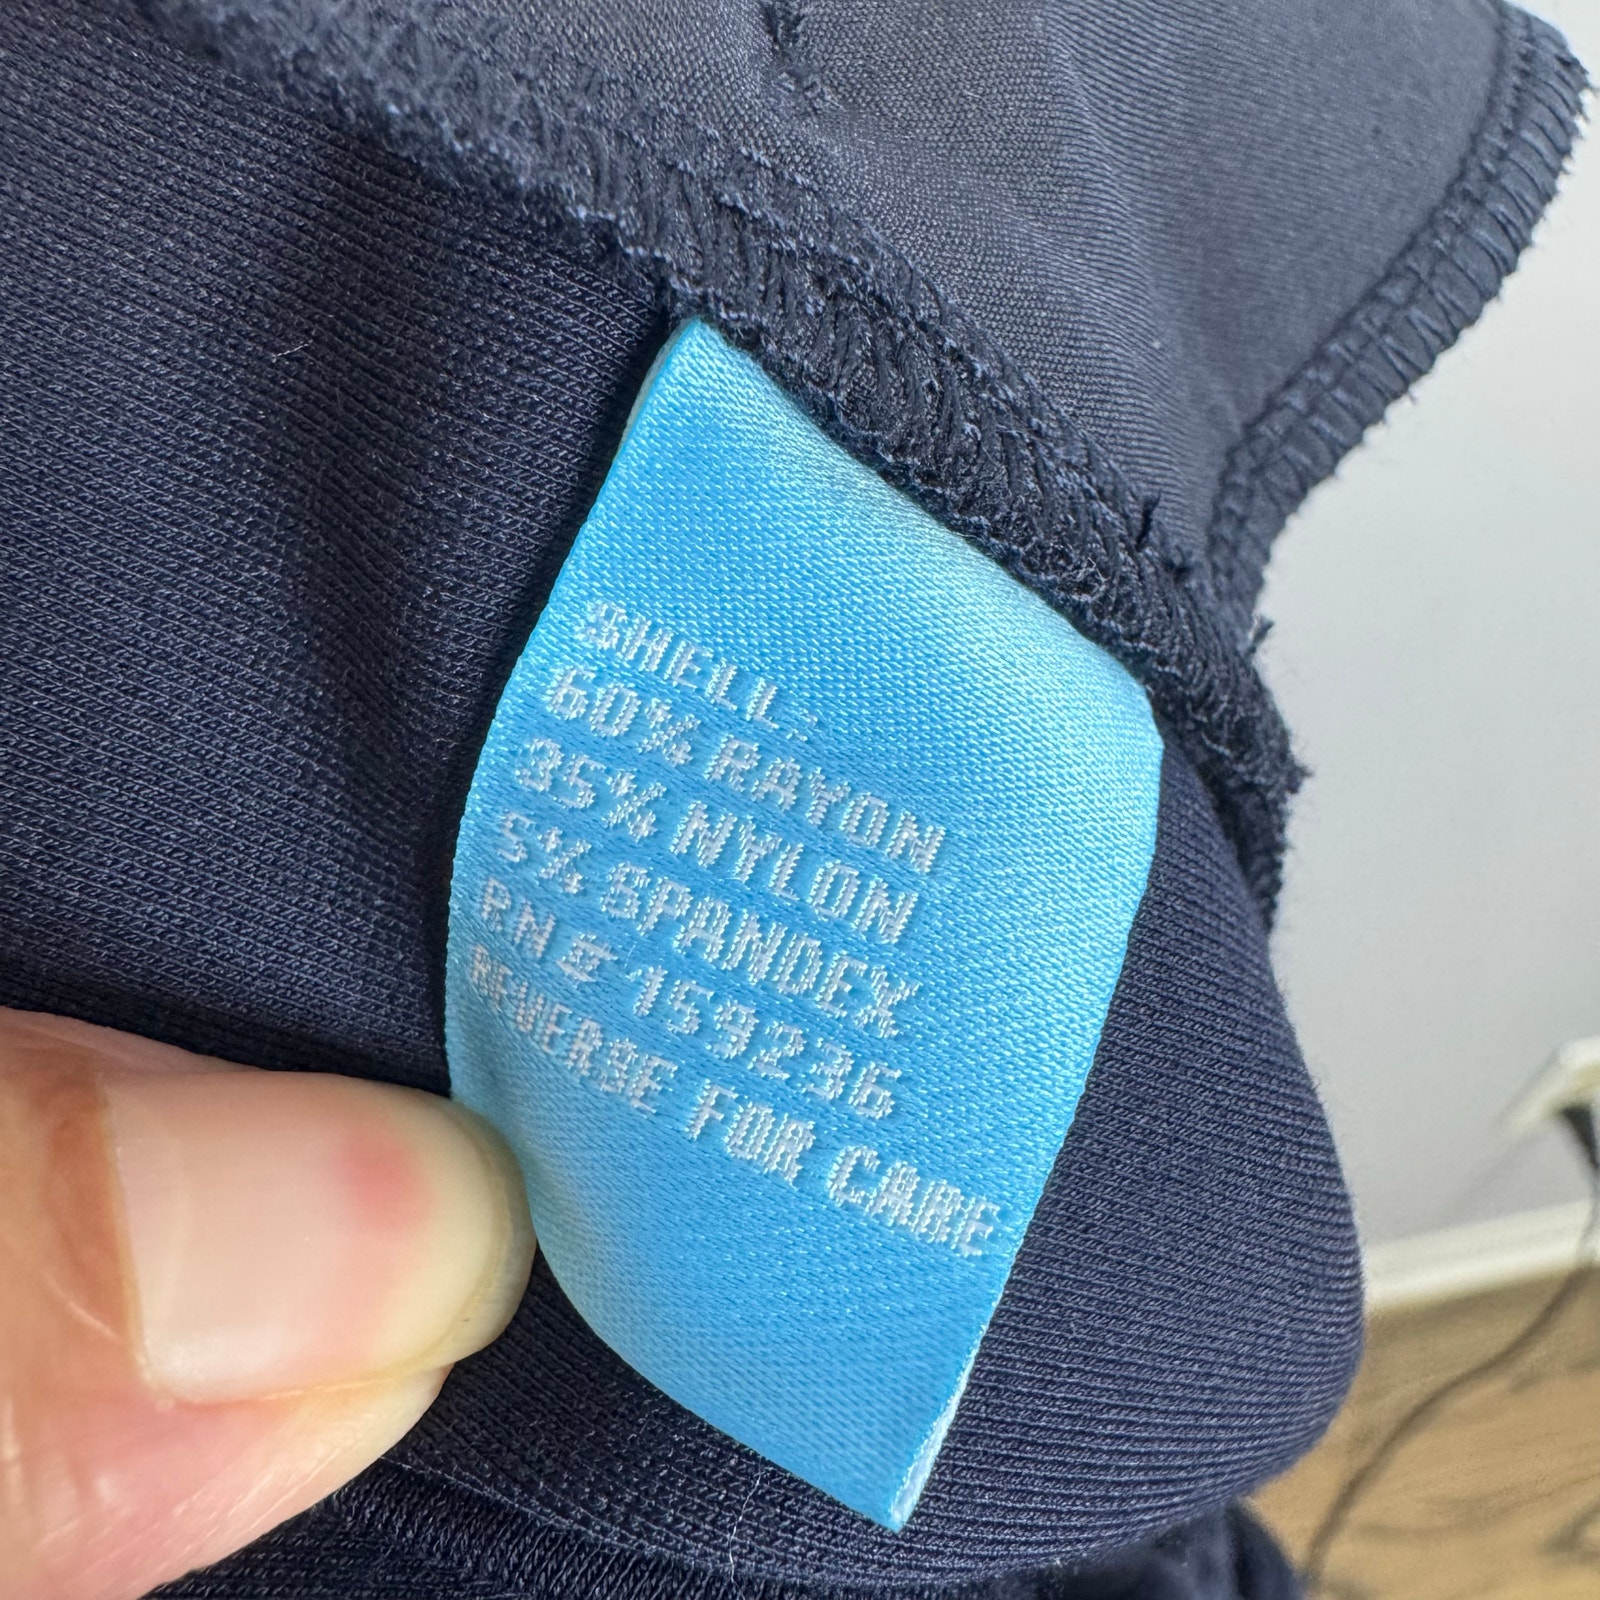 SHELL:
60% RAYON
35% NYLON
5% SPANDEX
RN# 159236
REVERSE FOR CARE